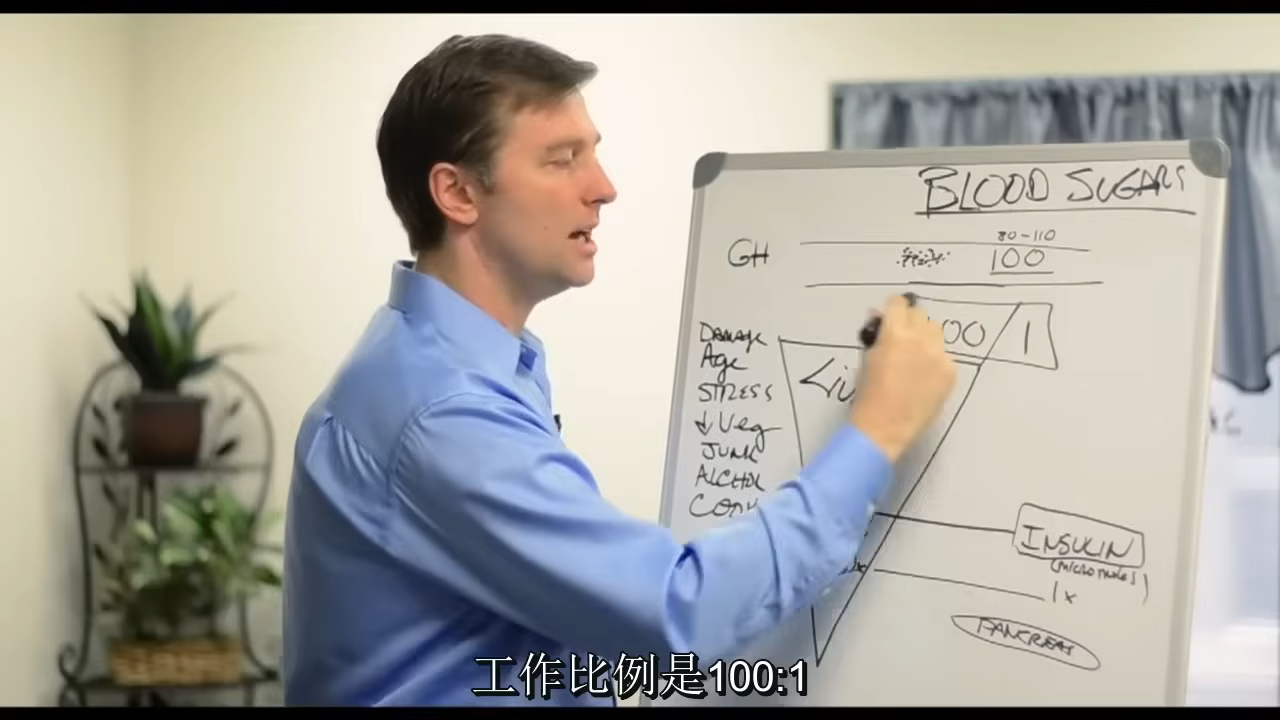 BLOOD SUGARS
80-110
GH
100
100 / 1
DAMAGE
Age
STRESS
↓ Veg
JUNK
INSULIN
1x
PANCREAS
工作比例是100:1